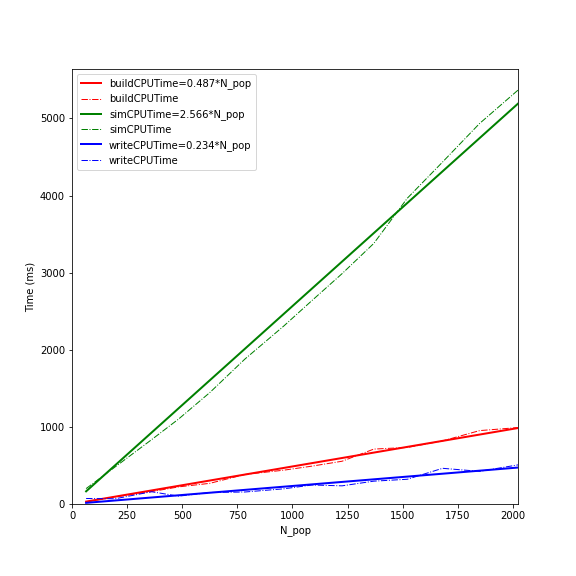 buildCPUTime=0.487*N_pop
buildCPUTime
simCPUTime=2.566*N_pop
simCPUTime
writeCPUTime=0.234*N_pop
writeCPUTime
5000
4000
3000
2000
1000
0
Time (ms)
0 250 500 750 1000 1250 1500 1750 2000
N_pop